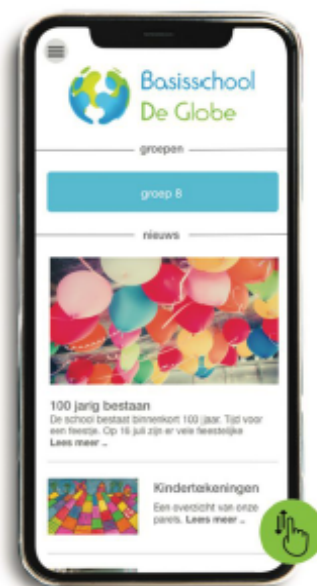 Basisschool
De Globe
groepen
groep 8
nieuws
100 jarig bestaan
De school bestaat binnenkort 100 jaar. Tijd voor
een feestje. Op 16 juli zijn er vele feestelijke
Lees meer ..
Kindertekeningen
Een overzicht van onze
parels. Lees meer ..